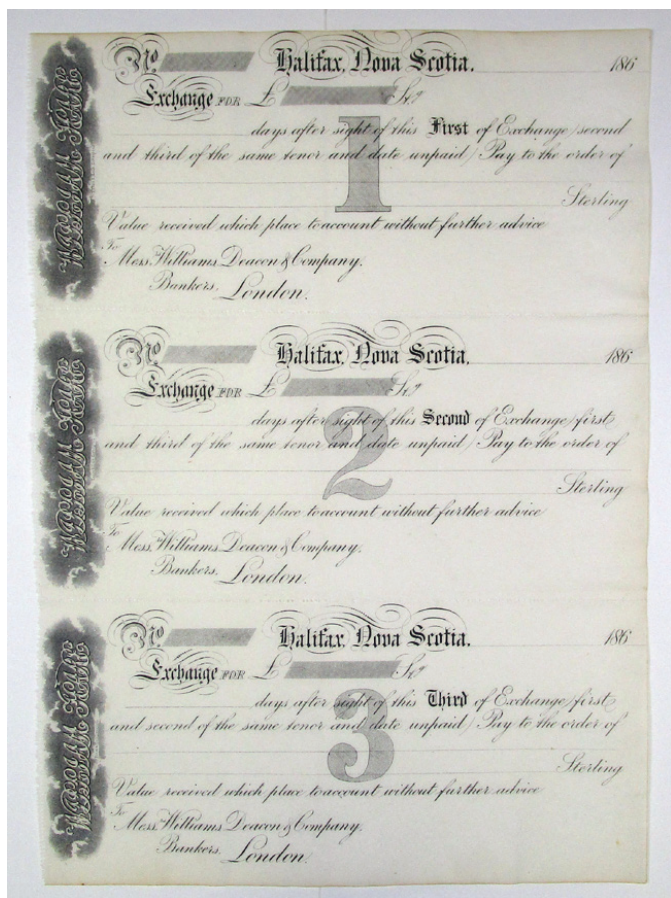 No Halifax, Nova Scotia. 186
Exchange FOR £ Stg
days after sight of this First of Exchange (second
and third of the same tenor and date unpaid) Pay to the order of
1
Sterling
Value received which place to account without further advice
To
Mess. Williams Deacon & Company,
Bankers, London.
No Halifax, Nova Scotia. 186
Exchange FOR £ Stg
days after sight of this Second of Exchange (first
and third of the same tenor and date unpaid) Pay to the order of
2
Sterling
Value received which place to account without further advice
To
Mess. Williams Deacon & Company,
Bankers, London.
No Halifax, Nova Scotia. 186
Exchange FOR £ Stg
days after sight of this Third of Exchange (first
and second of the same tenor and date unpaid) Pay to the order of
3
Sterling
Value received which place to account without further advice
To
Mess. Williams Deacon & Company,
Bankers, London.